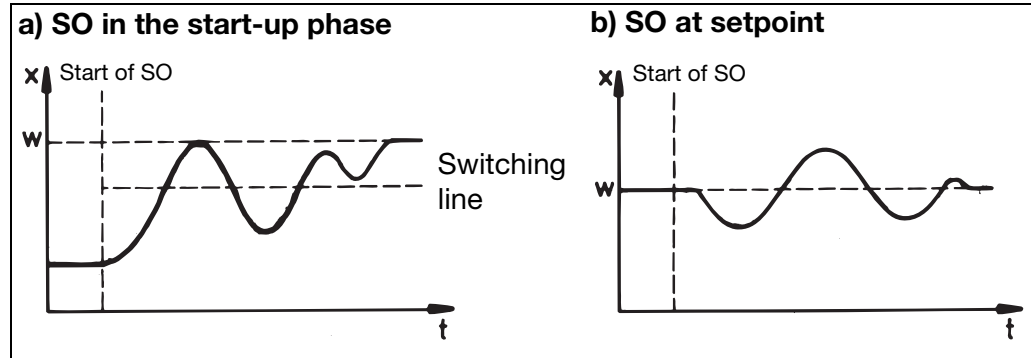 a) SO in the start-up phase
x
Start of SO
w
Switching
line
t
b) SO at setpoint
x
Start of SO
w
t